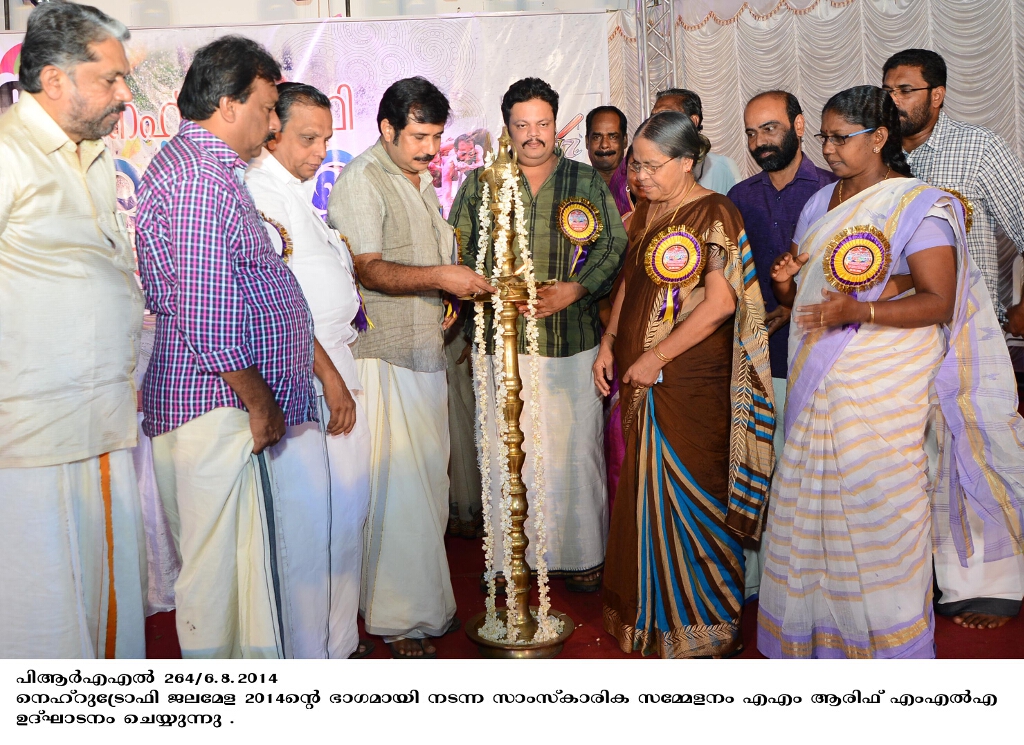 പിആർഎഎൽ 264/6.8.2014
നെഹ്റുട്രോഫി ജലമേള 2014ന്റെ ഭാഗമായി നടന്ന സാംസ്കാരിക സമ്മേളനം എഎം ആരിഫ് എംഎൽഎ
ഉദ്ഘാടനം ചെയ്യുന്നു .